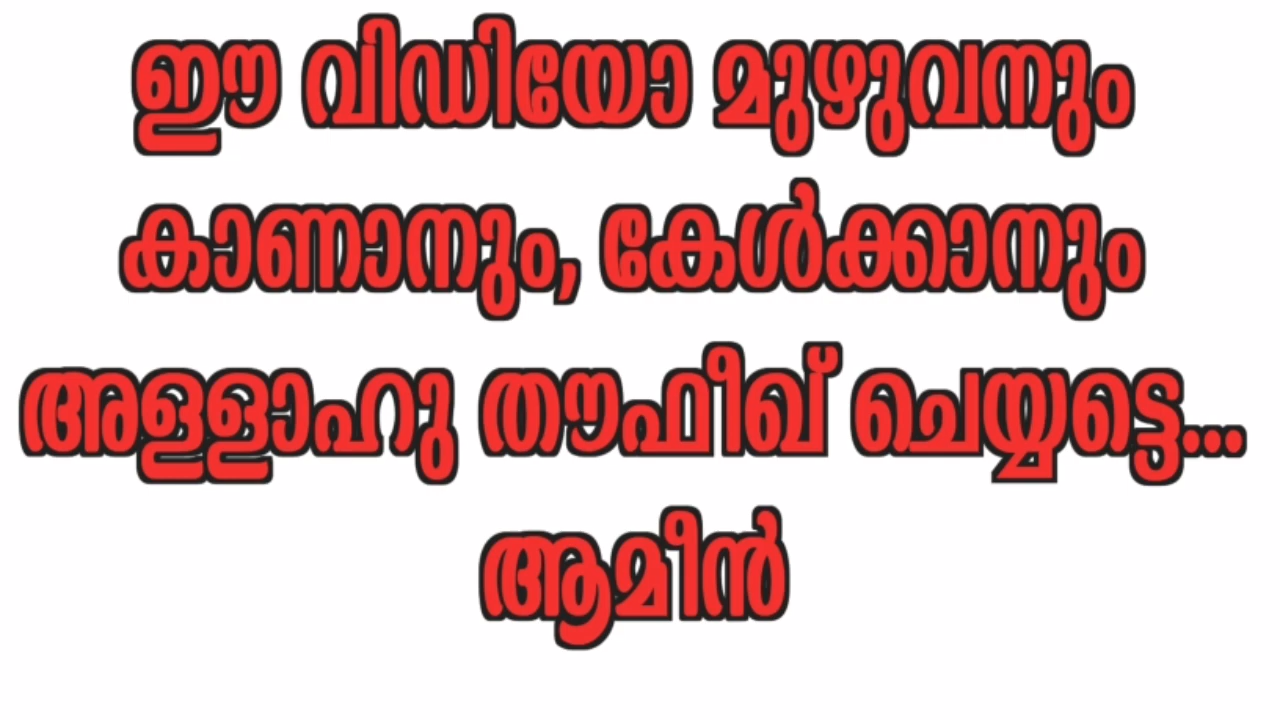 ഈ വിഡിയോ മുഴുവനും
കാണാനും, കേൾക്കാനും
അള്ളാഹു തൗഫീഖ് ചെയ്യട്ടെ...
ആമീൻ